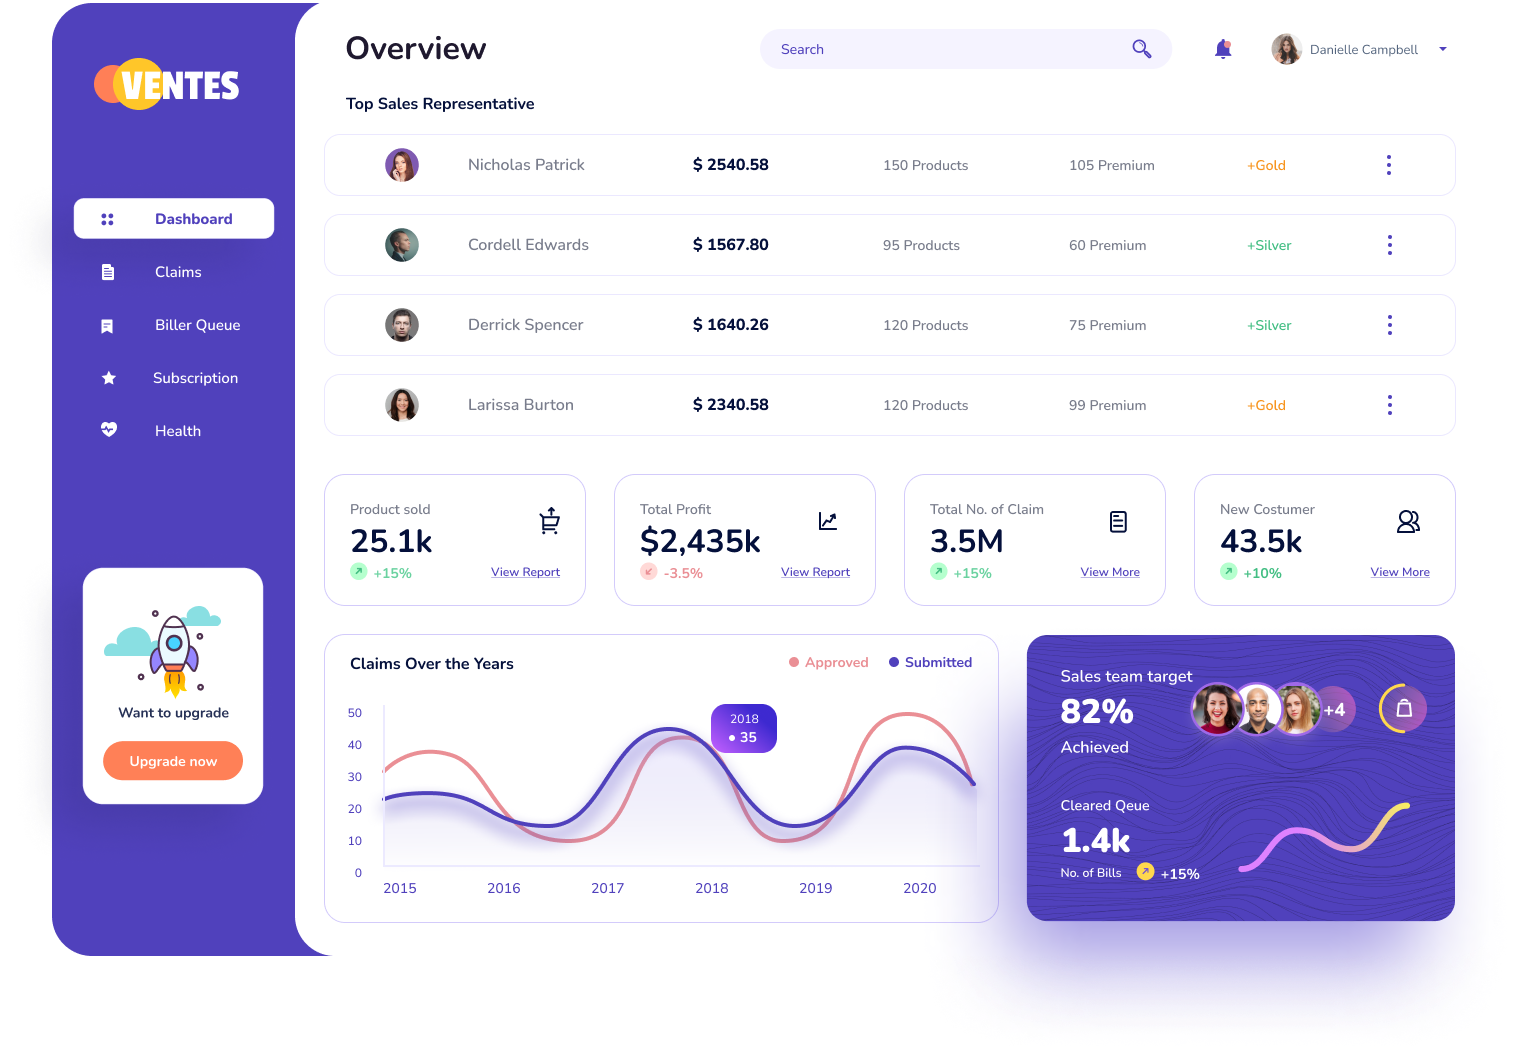 VENTES
Dashboard
Claims
Biller Queue
Subscription
Health
Want to upgrade
Upgrade now
Overview
Search
Danielle Campbell
Top Sales Representative
Nicholas Patrick $ 2540.58 150 Products 105 Premium +Gold
Cordell Edwards $ 1567.80 95 Products 60 Premium +Silver
Derrick Spencer $ 1640.26 120 Products 75 Premium +Silver
Larissa Burton $ 2340.58 120 Products 99 Premium +Gold
Product sold
25.1k
+15% View Report
Total Profit
$2,435k
-3.5% View Report
Total No. of Claim
3.5M
+15% View More
New Costumer
43.5k
+10% View More
Claims Over the Years
Approved Submitted
50
40
30
20
10
0
2018
35
2015 2016 2017 2018 2019 2020
Sales team target
82%
+4
Achieved
Cleared Qeue
1.4k
No. of Bills +15%